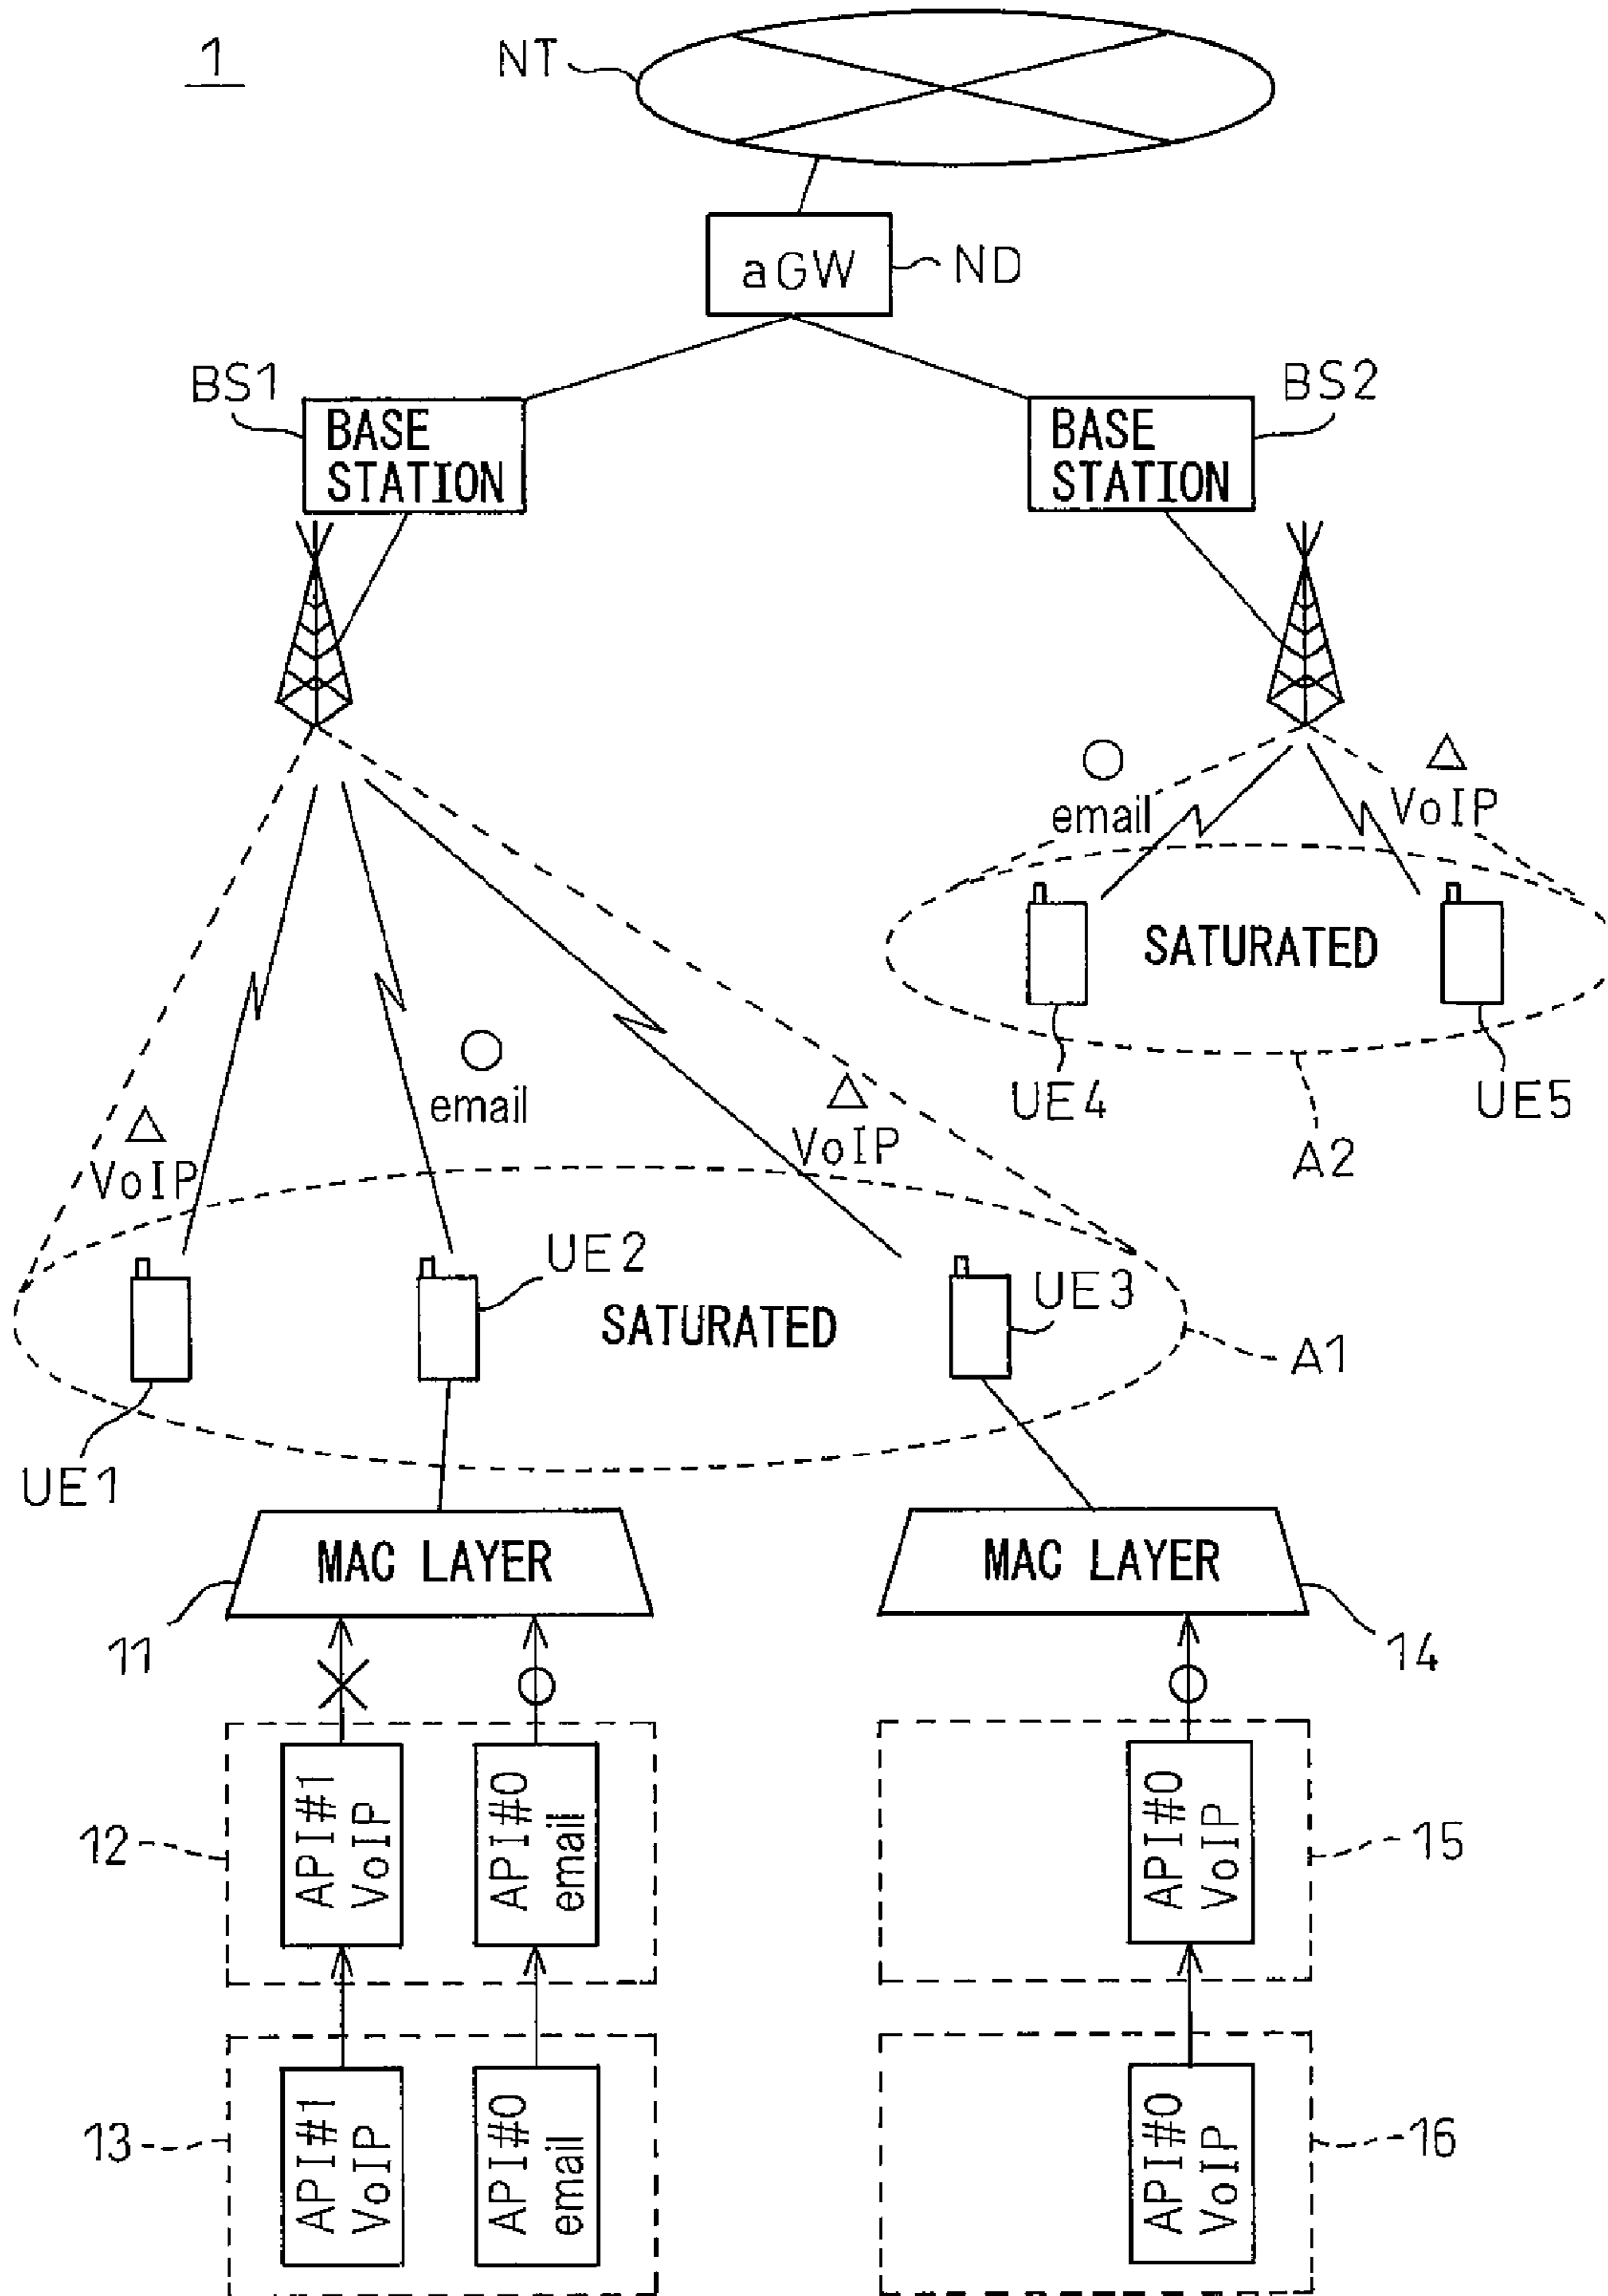 1
NT
aGW
ND
BS1
BASE
STATION
BS2
BASE
STATION
email
VoIP
SATURATED
UE4
UE5
A2
email
VoIP
VoIP
UE2
UE3
SATURATED
A1
UE1
MAC LAYER
MAC LAYER
11
14
12
API#1
VoIP
API#0
email
API#0
VoIP
15
13
API#1
VoIP
API#0
email
API#0
VoIP
16